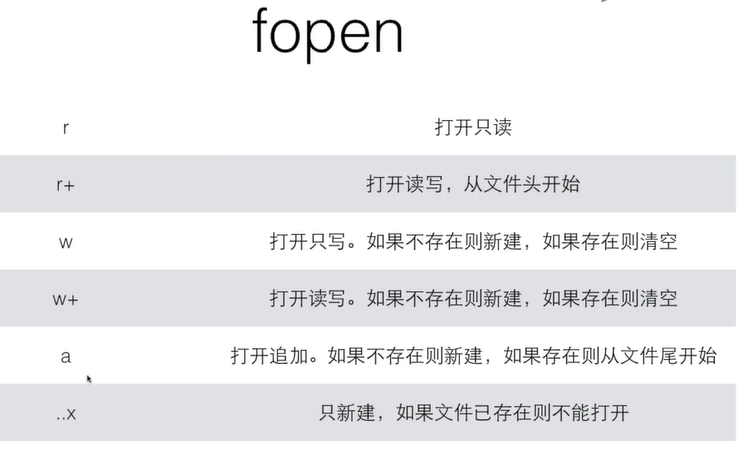 fopen
r 打开只读
r+ 打开读写，从文件头开始
w 打开只写。如果不存在则新建，如果存在则清空
w+ 打开读写。如果不存在则新建，如果存在则清空
a 打开追加。如果不存在则新建，如果存在则从文件尾开始
..x 只新建，如果文件已存在则不能打开